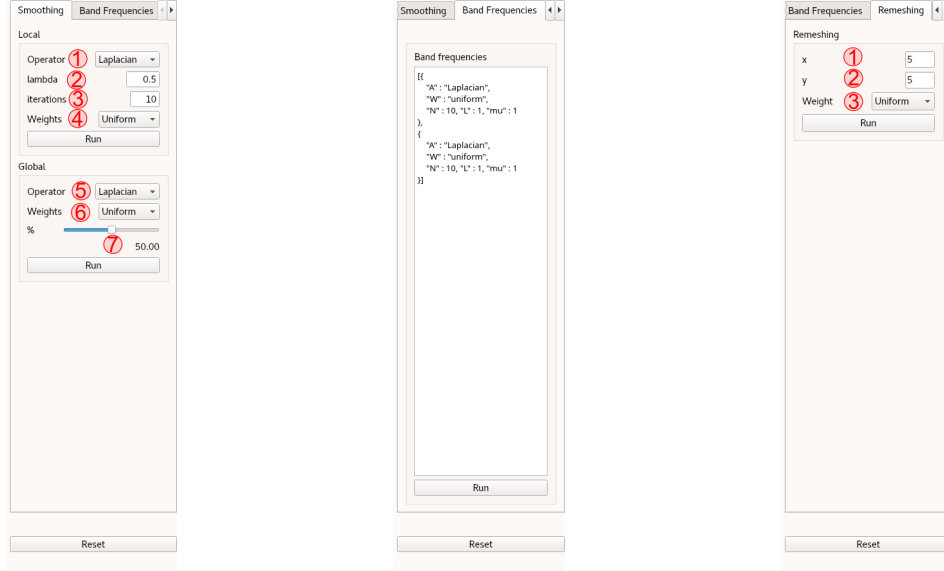 Smoothing Band Frequencies
Local
Operator 1 Laplacian
lambda 2 0.5
iterations 3 10
Weights 4 Uniform
Run
Global
Operator 5 Laplacian
Weights 6 Uniform
%
7 50.00
Run
Reset
Smoothing Band Frequencies
Band frequencies
[{
"A" : "Laplacian",
"W" : "uniform",
"N" : 10, "L" : 1, "mu" : 1
},
{
"A" : "Laplacian",
"W" : "uniform",
"N" : 10, "L" : 1, "mu" : 1
}]
Run
Reset
Band Frequencies Remeshing
Remeshing
x 1 5
y 2 5
Weight 3 Uniform
Run
Reset